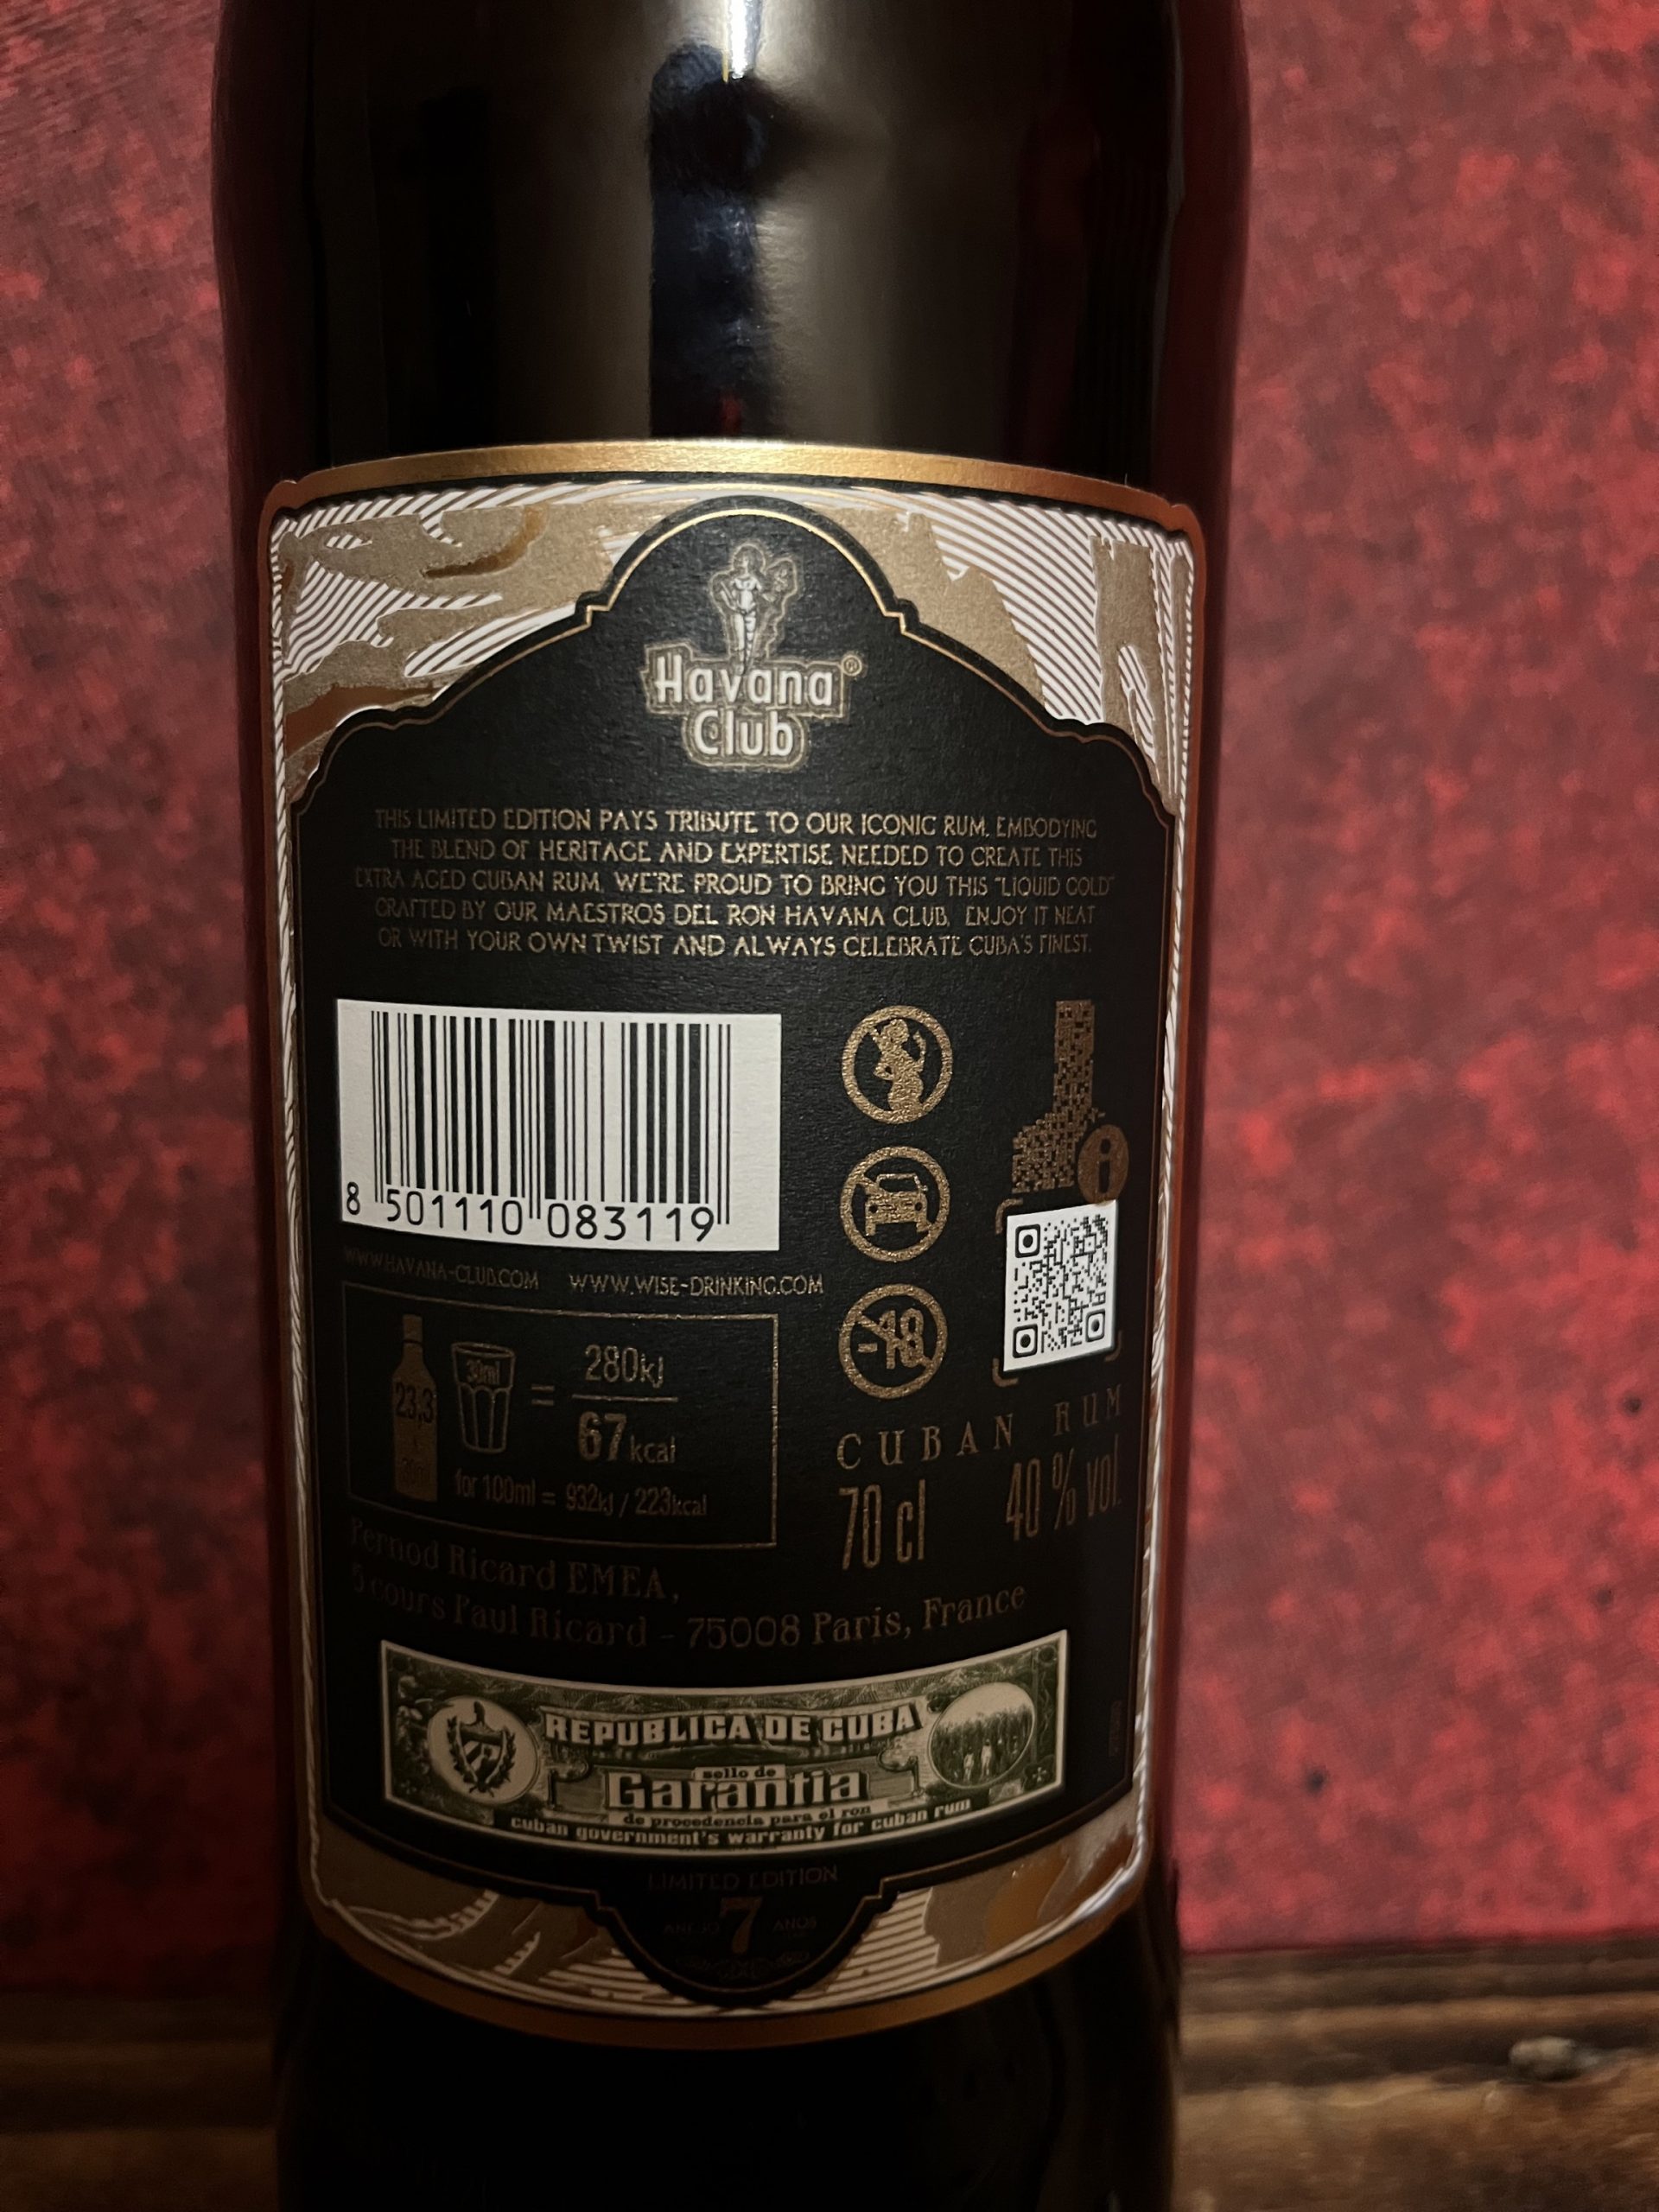 Havana®
Club
THIS LIMITED EDITION PAYS TRIBUTE TO OUR ICONIC RUM, EMBODYING
THE BLEND OF HERITAGE AND EXPERTISE NEEDED TO CREATE THIS
EXTRA AGED CUBAN RUM. WE'RE PROUD TO BRING YOU THIS "LIQUID GOLD"
CRAFTED BY OUR MAESTROS DEL RON HAVANA CLUB. ENJOY IT NEAT
OR WITH YOUR OWN TWIST AND ALWAYS CELEBRATE CUBA'S FINEST.
8 501110 083119
WWW.HAVANA-CLUB.COM WWW.WISE-DRINKING.COM
-18
i
23,3
x
30ml
30ml
=
280kJ
67kcal
for 100ml = 932kJ / 223kcal
CUBAN RUM
70 cl 40 % vol.
Pernod Ricard EMEA,
5 cours Paul Ricard - 75008 Paris, France
REPUBLICA DE CUBA
sello de
Garantia
de procedencia para el ron
cuban government's warranty for cuban rum
LIMITED EDITION
AÑEJO 7 AÑOS